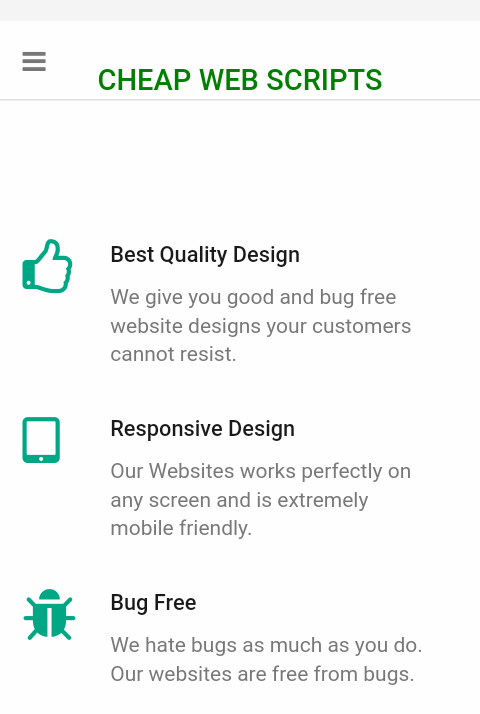 CHEAP WEB SCRIPTS
Best Quality Design
We give you good and bug free
website designs your customers
cannot resist.
Responsive Design
Our Websites works perfectly on
any screen and is extremely
mobile friendly.
Bug Free
We hate bugs as much as you do.
Our websites are free from bugs.